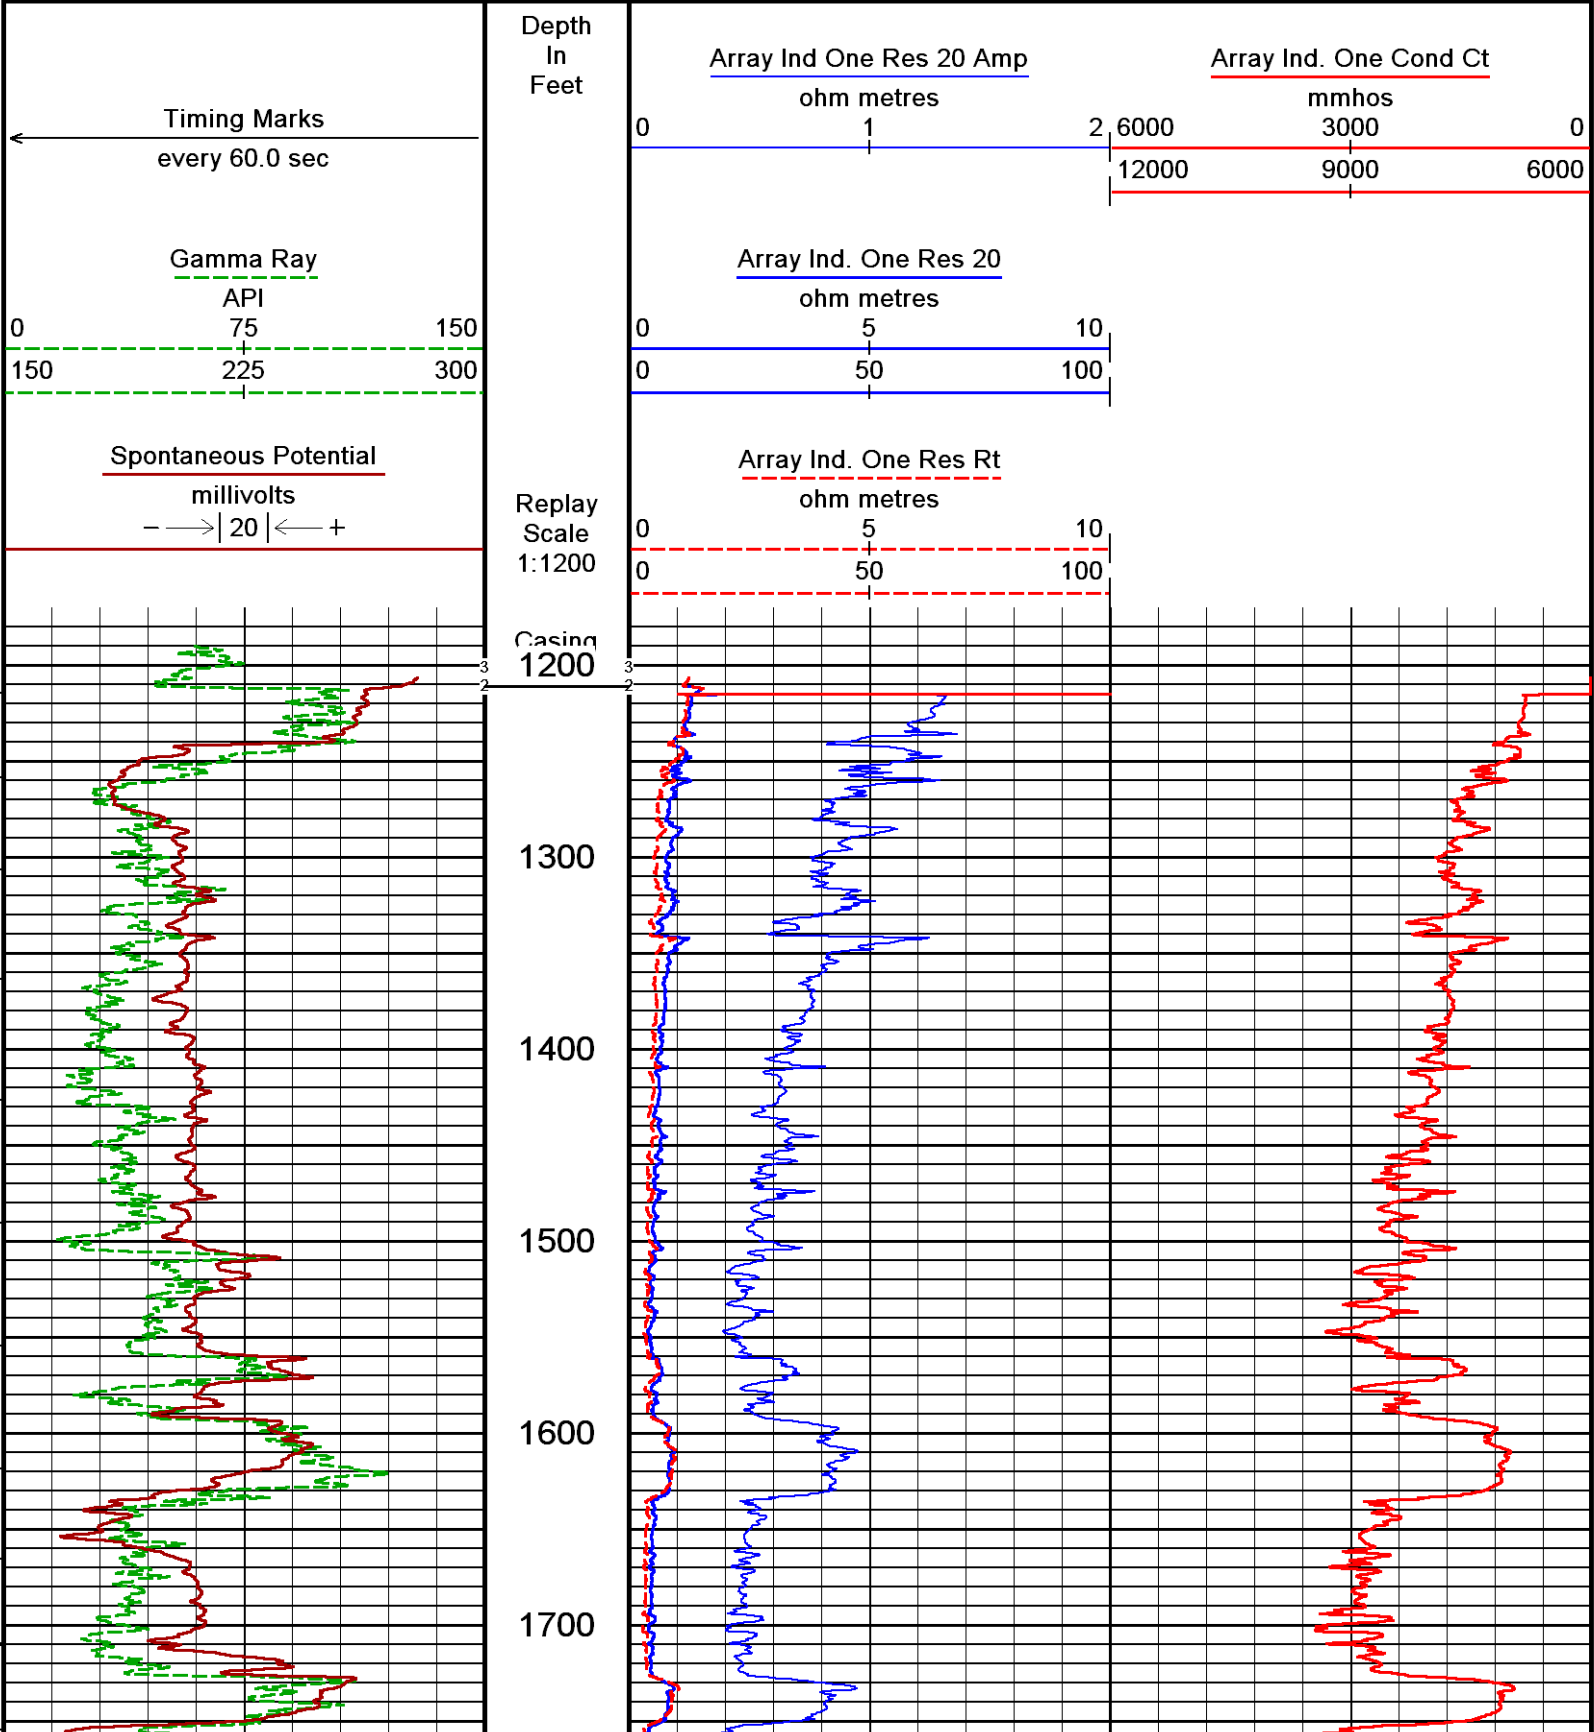 Timing Marks
every 60.0 sec
Gamma Ray
API
0 75 150
150 225 300
Spontaneous Potential
millivolts
− 20 +
Depth
In
Feet
Replay
Scale
1:1200
Casing
Array Ind One Res 20 Amp
ohm metres
0 1 2
Array Ind. One Res 20
ohm metres
0 5 10
0 50 100
Array Ind. One Res Rt
ohm metres
0 5 10
0 50 100
Array Ind. One Cond Ct
mmhos
6000 3000 0
12000 9000 6000
3 1200 3
2 2
1300
1400
1500
1600
1700